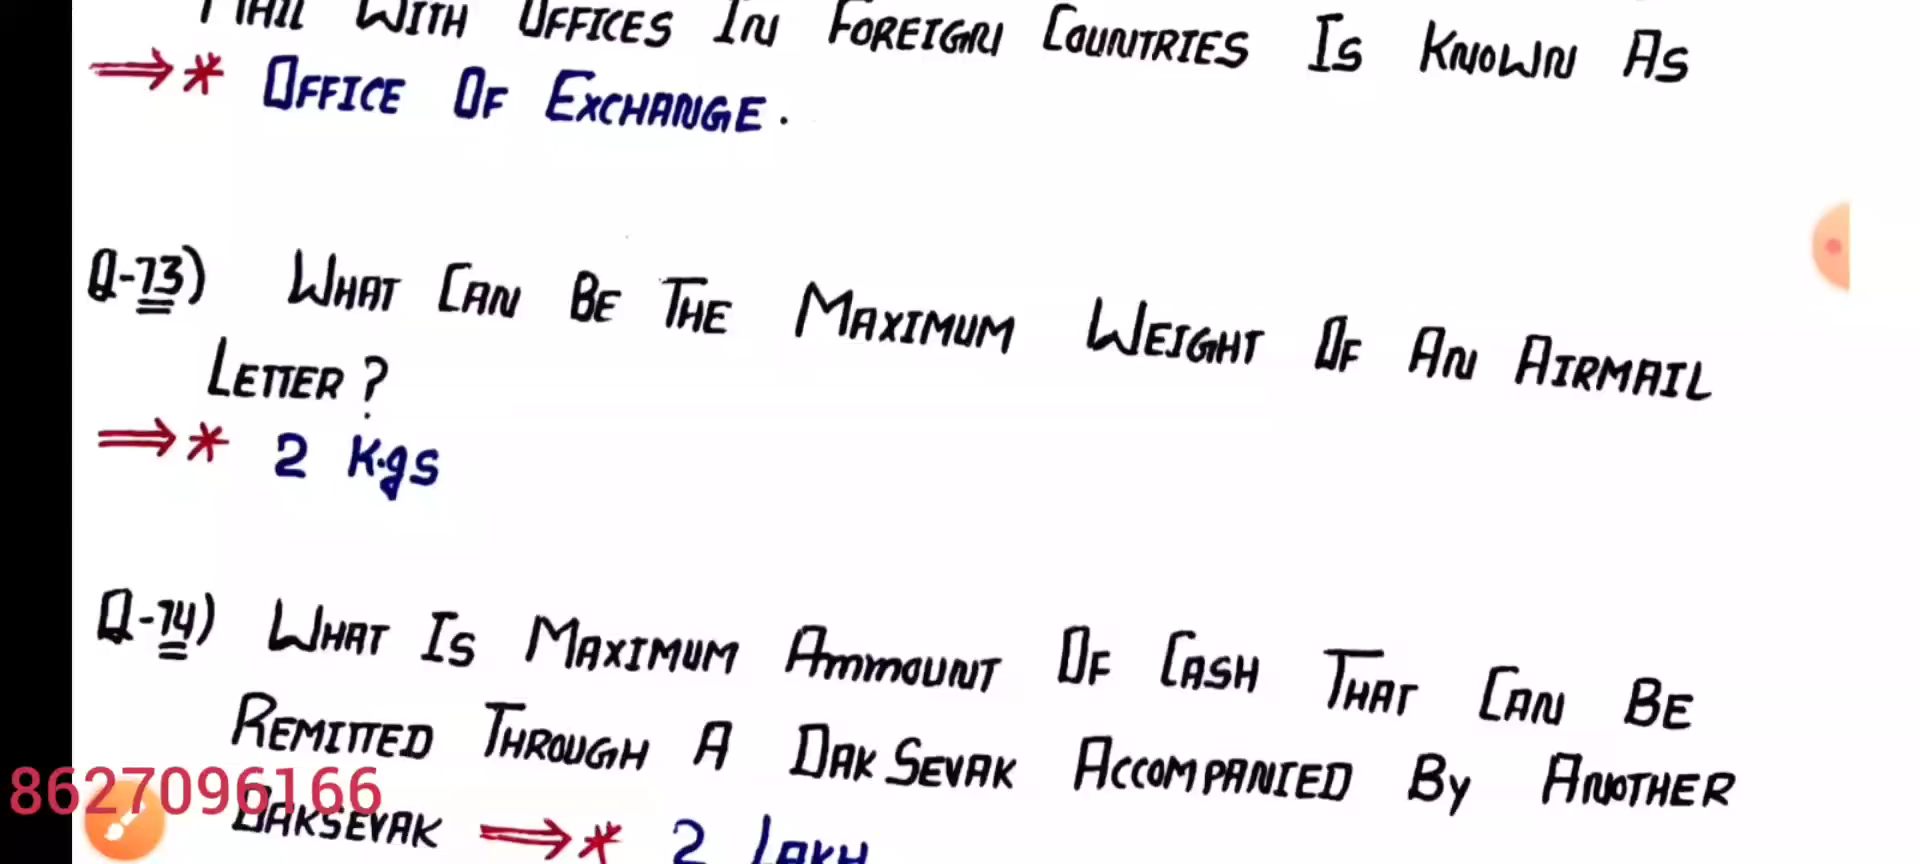 MAIL WITH OFFICES IN FOREIGN COUNTRIES IS KNOWN AS
⇒* OFFICE OF EXCHANGE.
Q-73) WHAT CAN BE THE MAXIMUM WEIGHT OF AN AIRMAIL
LETTER ?
⇒* 2 K.gs
Q-74) WHAT IS MAXIMUM AMMOUNT OF CASH THAT CAN BE
REMITTED THROUGH A DAK SEVAK ACCOMPANIED BY ANOTHER
8627096166
DAKSEVAK ⇒* 2 LAKH